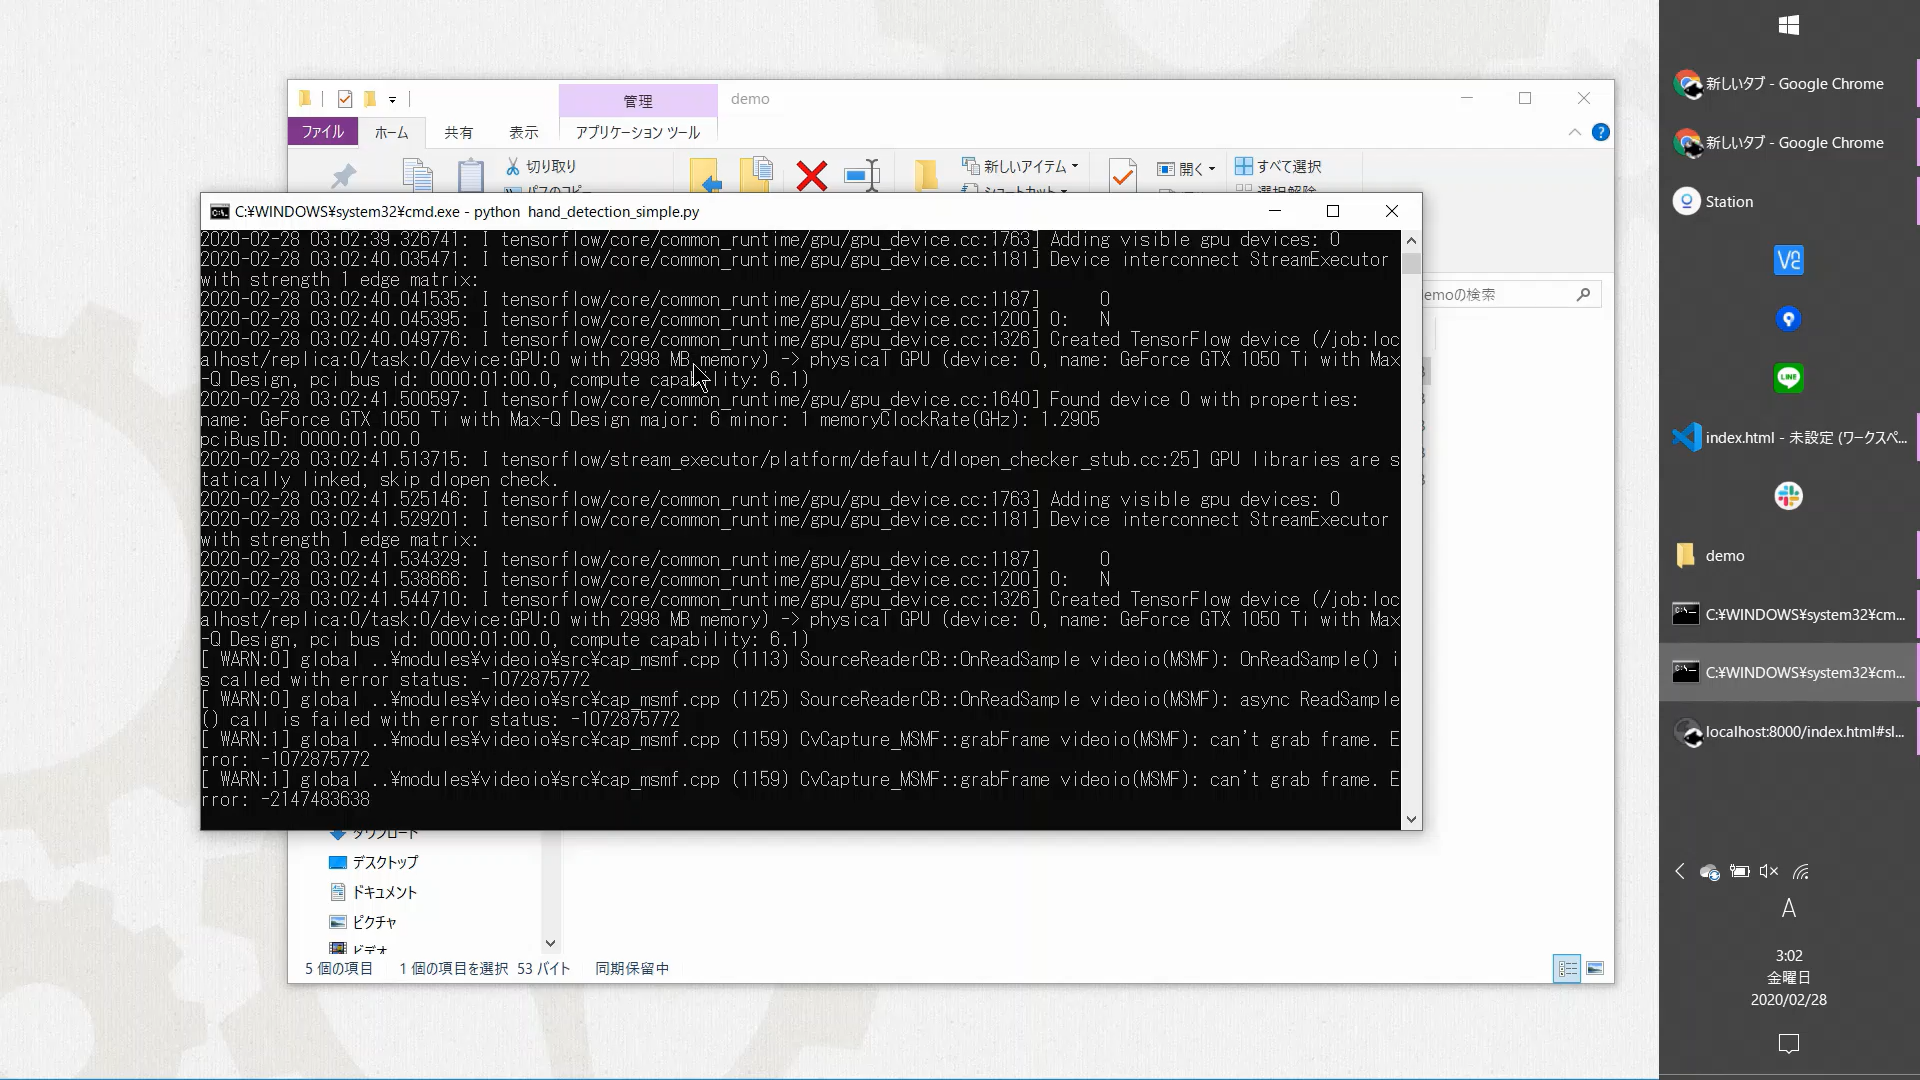 管理
demo
ファイル
ホーム
共有
表示
アプリケーション ツール
切り取り
新しいアイテム
開く
すべて選択
C:¥WINDOWS¥system32¥cmd.exe - python  hand_detection_simple.py
2020-02-28 03:02:39.326741: I tensorflow/core/common_runtime/gpu/gpu_device.cc:1763] Adding visible gpu devices: 0
2020-02-28 03:02:40.035471: I tensorflow/core/common_runtime/gpu/gpu_device.cc:1181] Device interconnect StreamExecutor
with strength 1 edge matrix:
2020-02-28 03:02:40.041535: I tensorflow/core/common_runtime/gpu/gpu_device.cc:1187]      0
2020-02-28 03:02:40.045395: I tensorflow/core/common_runtime/gpu/gpu_device.cc:1200] 0:   N
2020-02-28 03:02:40.049776: I tensorflow/core/common_runtime/gpu/gpu_device.cc:1326] Created TensorFlow device (/job:loc
alhost/replica:0/task:0/device:GPU:0 with 2998 MB memory) -> physical GPU (device: 0, name: GeForce GTX 1050 Ti with Max
-Q Design, pci bus id: 0000:01:00.0, compute capability: 6.1)
2020-02-28 03:02:41.500597: I tensorflow/core/common_runtime/gpu/gpu_device.cc:1640] Found device 0 with properties:
name: GeForce GTX 1050 Ti with Max-Q Design major: 6 minor: 1 memoryClockRate(GHz): 1.2905
pciBusID: 0000:01:00.0
2020-02-28 03:02:41.513715: I tensorflow/stream_executor/platform/default/dlopen_checker_stub.cc:25] GPU libraries are s
tatically linked, skip dlopen check.
2020-02-28 03:02:41.525146: I tensorflow/core/common_runtime/gpu/gpu_device.cc:1763] Adding visible gpu devices: 0
2020-02-28 03:02:41.529201: I tensorflow/core/common_runtime/gpu/gpu_device.cc:1181] Device interconnect StreamExecutor
with strength 1 edge matrix:
2020-02-28 03:02:41.534329: I tensorflow/core/common_runtime/gpu/gpu_device.cc:1187]      0
2020-02-28 03:02:41.538666: I tensorflow/core/common_runtime/gpu/gpu_device.cc:1200] 0:   N
2020-02-28 03:02:41.544710: I tensorflow/core/common_runtime/gpu/gpu_device.cc:1326] Created TensorFlow device (/job:loc
alhost/replica:0/task:0/device:GPU:0 with 2998 MB memory) -> physical GPU (device: 0, name: GeForce GTX 1050 Ti with Max
-Q Design, pci bus id: 0000:01:00.0, compute capability: 6.1)
[ WARN:0] global ..¥modules¥videoio¥src¥cap_msmf.cpp (1113) SourceReaderCB::OnReadSample videoio(MSMF): OnReadSample() i
s called with error status: -1072875772
[ WARN:0] global ..¥modules¥videoio¥src¥cap_msmf.cpp (1125) SourceReaderCB::OnReadSample videoio(MSMF): async ReadSample
() call is failed with error status: -1072875772
[ WARN:1] global ..¥modules¥videoio¥src¥cap_msmf.cpp (1159) CvCapture_MSMF::grabFrame videoio(MSMF): can't grab frame. E
rror: -1072875772
[ WARN:1] global ..¥modules¥videoio¥src¥cap_msmf.cpp (1159) CvCapture_MSMF::grabFrame videoio(MSMF): can't grab frame. E
rror: -2147483638
emoの検索
ダウンロード
デスクトップ
ドキュメント
ピクチャ
ビデオ
5 個の項目
1 個の項目を選択 53 バイト
同期保留中
新しいタブ - Google Chrome
新しいタブ - Google Chrome
Station
V2
LINE
index.html - 未設定 (ワークスペ...
demo
C:¥WINDOWS¥system32¥cm...
C:¥WINDOWS¥system32¥cm...
localhost:8000/index.html#sl...
A
3:02
金曜日
2020/02/28